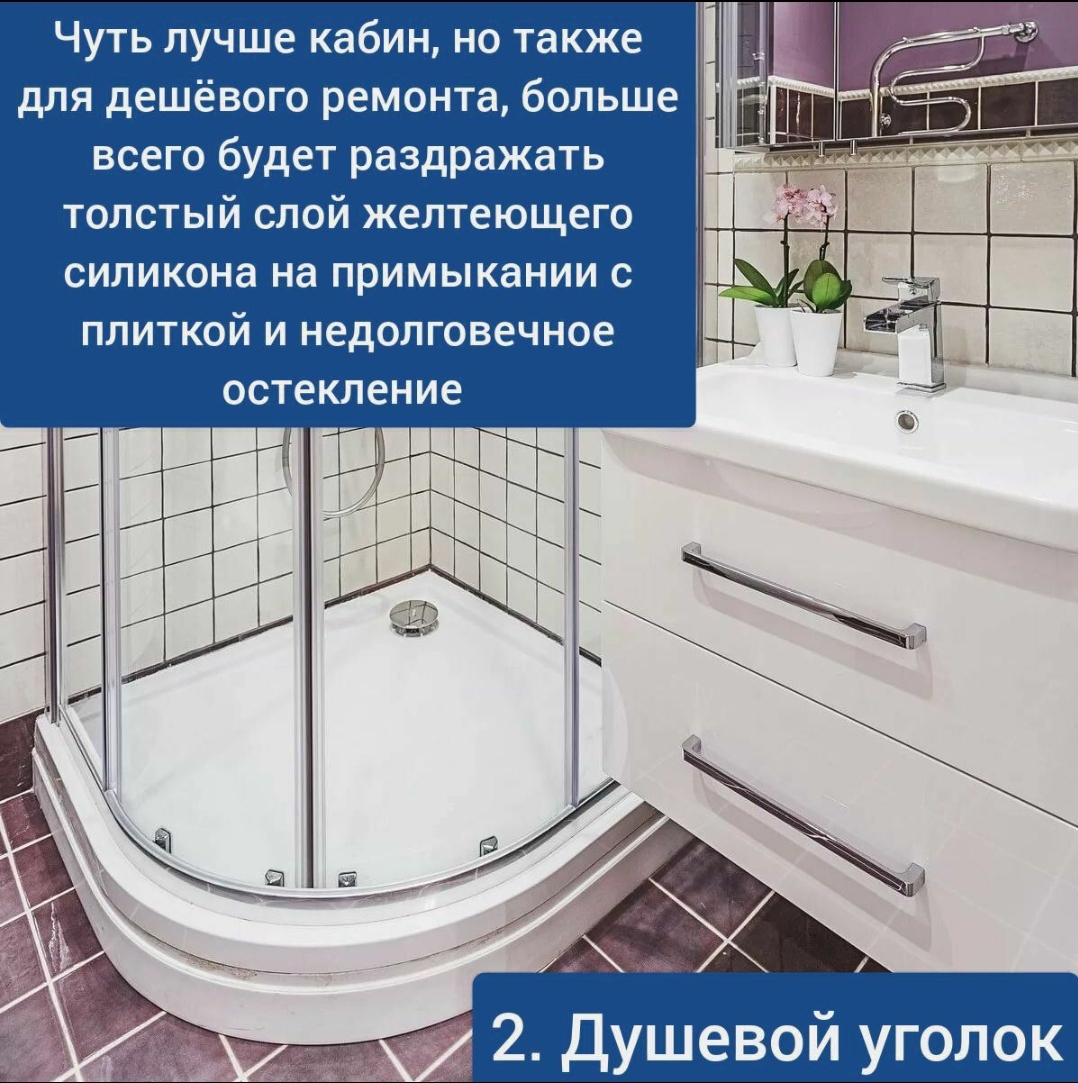 Чуть лучше кабин, но также
для дешёвого ремонта, больше
всего будет раздражать
толстый слой желтеющего
силикона на примыкании с
плиткой и недолговечное
остекление
2. Душевой уголок